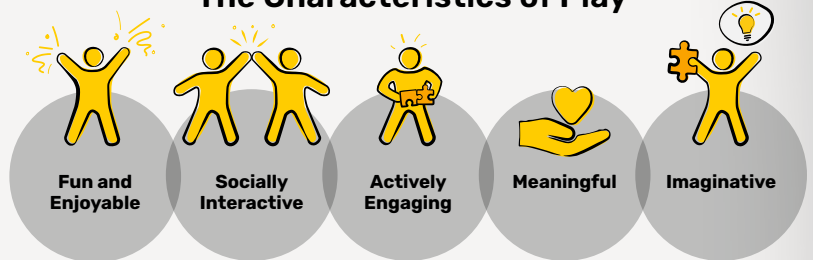 The Characteristics of Play
Fun and
Enjoyable
Socially
Interactive
Actively
Engaging
Meaningful
Imaginative